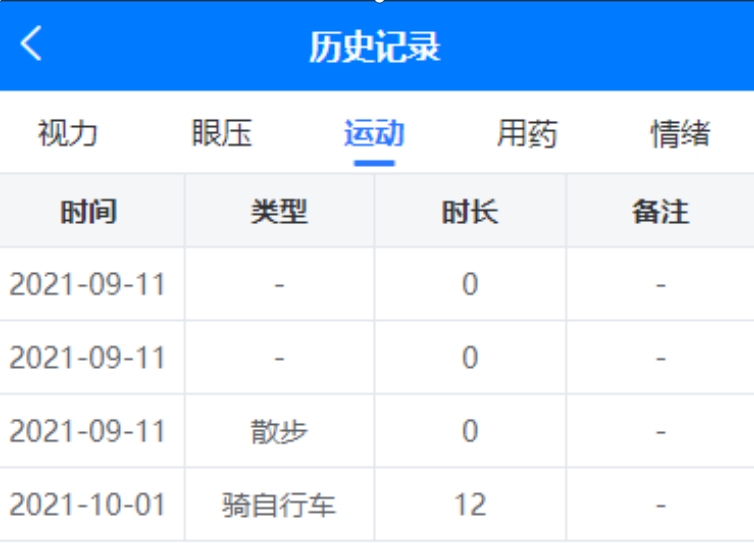 历史记录
视力 眼压 运动 用药 情绪
时间 类型 时长 备注
2021-09-11 - 0 -
2021-09-11 - 0 -
2021-09-11 散步 0 -
2021-10-01 骑自行车 12 -